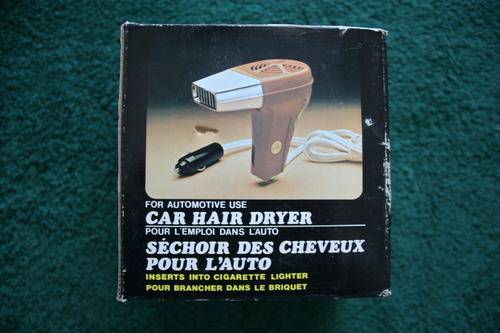 FOR AUTOMOTIVE USE
CAR HAIR DRYER
POUR L'EMPLOI DANS L'AUTO
SÉCHOIR DES CHEVEUX
POUR L'AUTO
INSERTS INTO CIGARETTE LIGHTER
POUR BRANCHER DANS LE BRIQUET